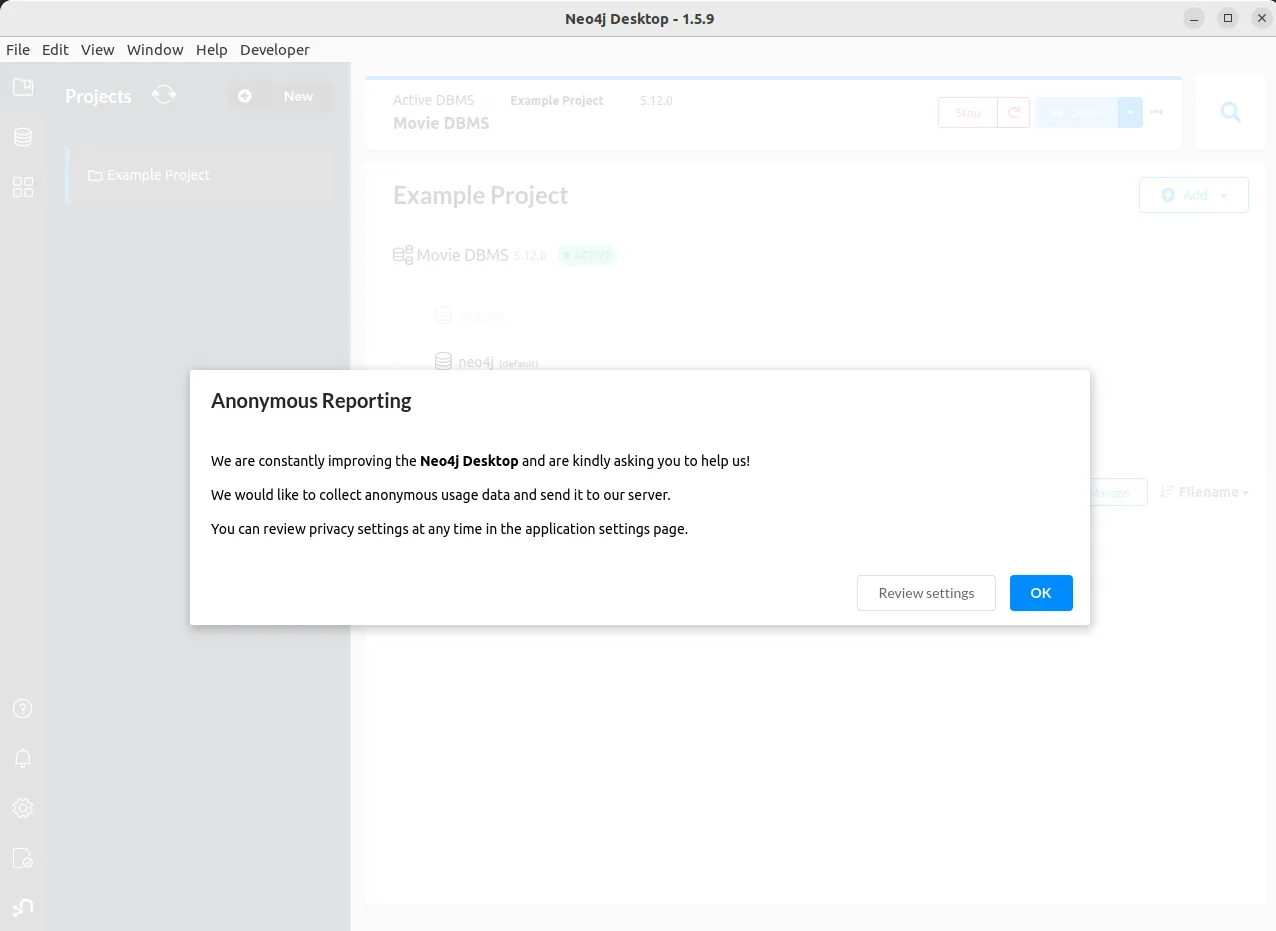 Neo4j Desktop - 1.5.9
File Edit View Window Help Developer
Projects
New
Example Project
Active DBMS Example Project 5.12.0
Movie DBMS
Stop
Open
Example Project
Add
Movie DBMS 5.12.0 ACTIVE
system
neo4j (default)
Manager
Filename
Anonymous Reporting
We are constantly improving the Neo4j Desktop and are kindly asking you to help us!
We would like to collect anonymous usage data and send it to our server.
You can review privacy settings at any time in the application settings page.
Review settings
OK